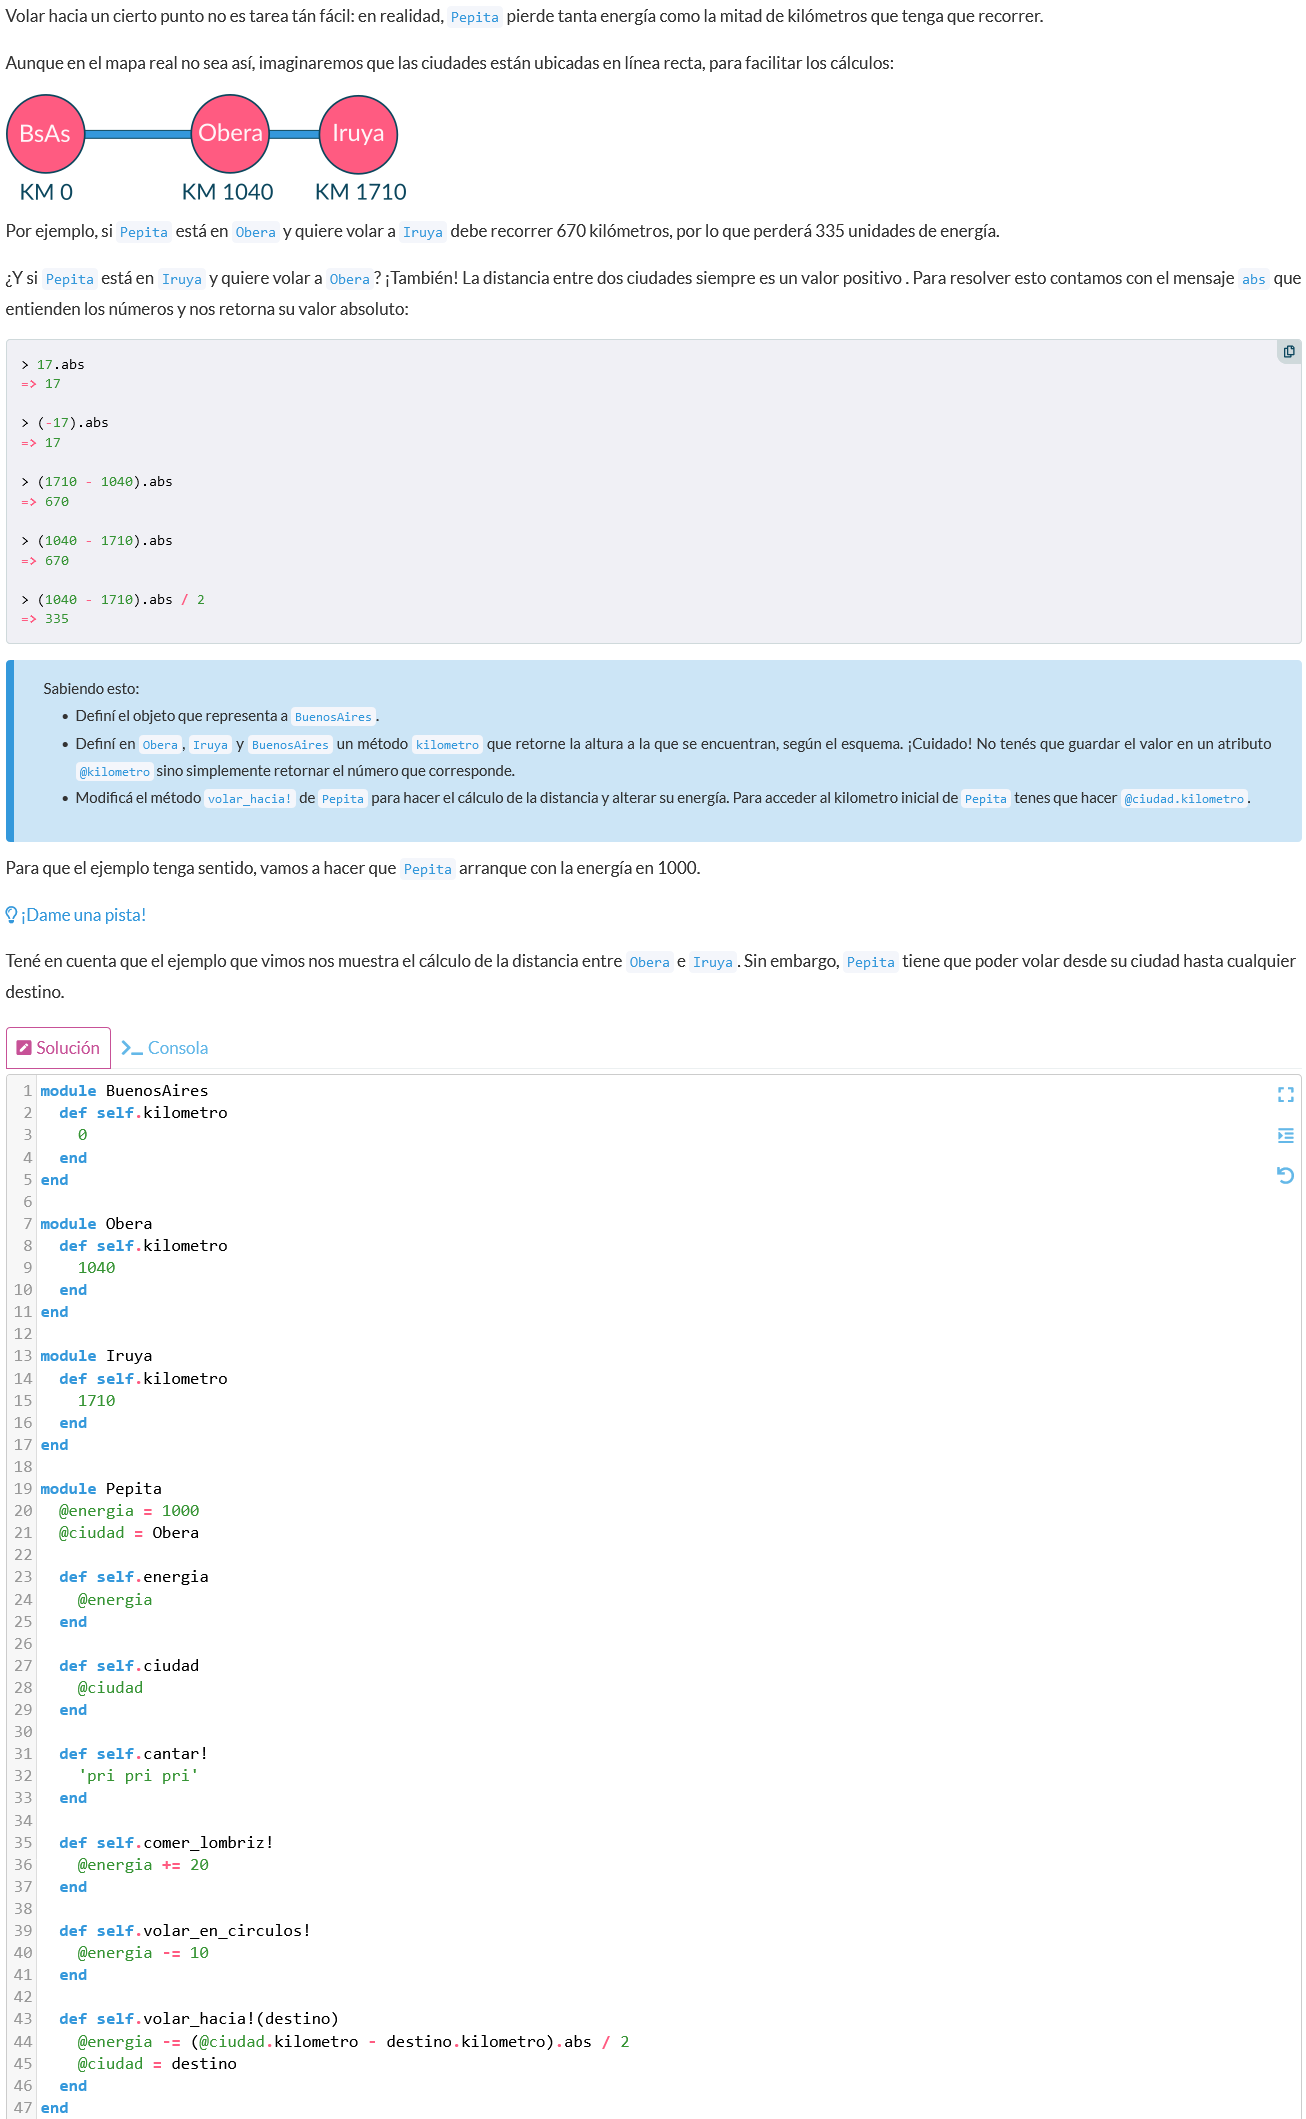 Volar hacia un cierto punto no es tarea tán fácil: en realidad, Pepita pierde tanta energía como la mitad de kilómetros que tenga que recorrer.
Aunque en el mapa real no sea así, imaginaremos que las ciudades están ubicadas en línea recta, para facilitar los cálculos:
BsAs Obera Iruya
KM 0 KM 1040 KM 1710
Por ejemplo, si Pepita está en Obera y quiere volar a Iruya debe recorrer 670 kilómetros, por lo que perderá 335 unidades de energía.
¿Y si Pepita está en Iruya y quiere volar a Obera? ¡También! La distancia entre dos ciudades siempre es un valor positivo . Para resolver esto contamos con el mensaje abs que
entienden los números y nos retorna su valor absoluto:
> 17.abs
=> 17
> (-17).abs
=> 17
> (1710 - 1040).abs
=> 670
> (1040 - 1710).abs
=> 670
> (1040 - 1710).abs / 2
=> 335
Sabiendo esto:
• Definí el objeto que representa a BuenosAires.
• Definí en Obera, Iruya y BuenosAires un método kilometro que retorne la altura a la que se encuentran, según el esquema. ¡Cuidado! No tenés que guardar el valor en un atributo
@kilometro sino simplemente retornar el número que corresponde.
• Modificá el método volar_hacia! de Pepita para hacer el cálculo de la distancia y alterar su energía. Para acceder al kilometro inicial de Pepita tenes que hacer @ciudad.kilometro.
Para que el ejemplo tenga sentido, vamos a hacer que Pepita arranque con la energía en 1000.
¡Dame una pista!
Tené en cuenta que el ejemplo que vimos nos muestra el cálculo de la distancia entre Obera e Iruya. Sin embargo, Pepita tiene que poder volar desde su ciudad hasta cualquier
destino.
Solución >_ Consola
1 module BuenosAires
2   def self.kilometro
3     0
4   end
5 end
6
7 module Obera
8   def self.kilometro
9     1040
10   end
11 end
12
13 module Iruya
14   def self.kilometro
15     1710
16   end
17 end
18
19 module Pepita
20   @energia = 1000
21   @ciudad = Obera
22
23   def self.energia
24     @energia
25   end
26
27   def self.ciudad
28     @ciudad
29   end
30
31   def self.cantar!
32     'pri pri pri'
33   end
34
35   def self.comer_lombriz!
36     @energia += 20
37   end
38
39   def self.volar_en_circulos!
40     @energia -= 10
41   end
42
43   def self.volar_hacia!(destino)
44     @energia -= (@ciudad.kilometro - destino.kilometro).abs / 2
45     @ciudad = destino
46   end
47 end